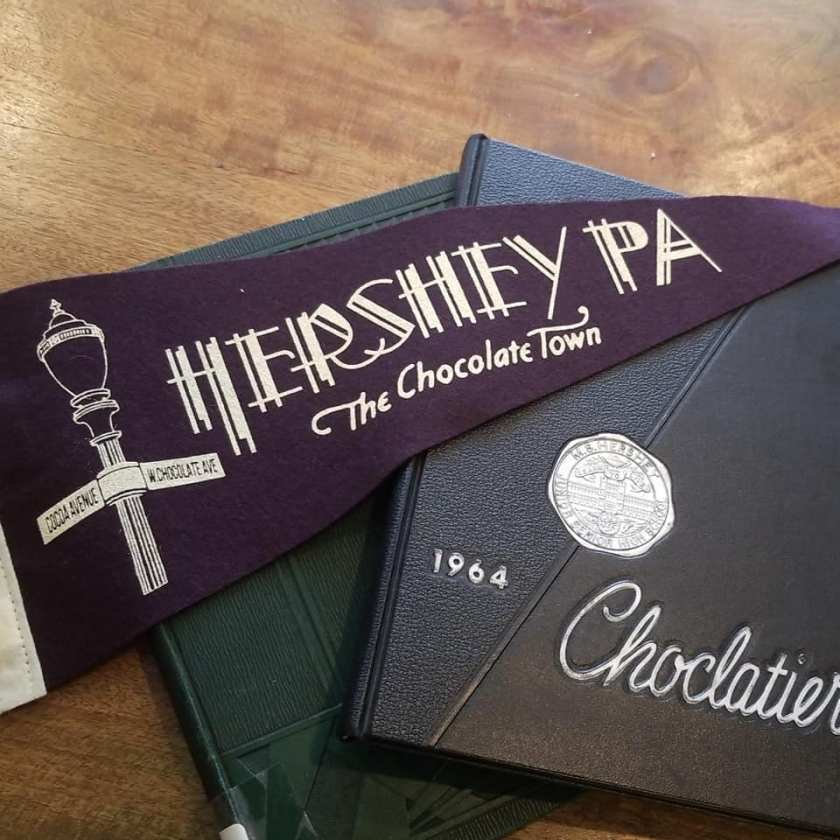 HERSHEY PA
The Chocolate Town
W. CHOCOLATE AVE
COCOA AVENUE
1964
Choclatier